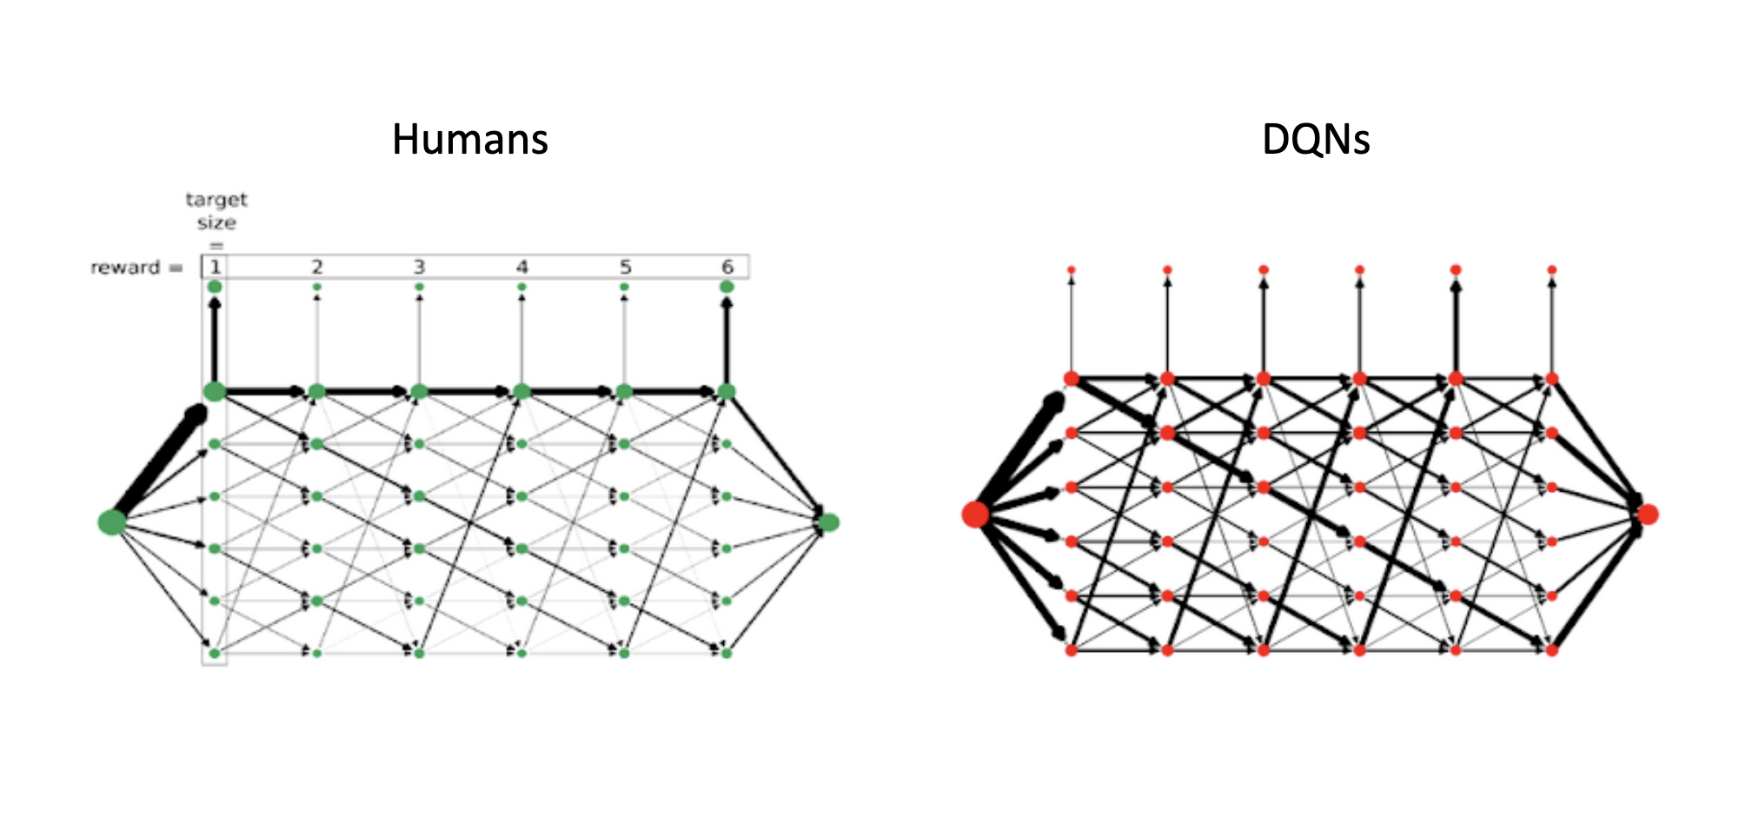 Humans
DQNs
target
size
=
reward = 1 2 3 4 5 6